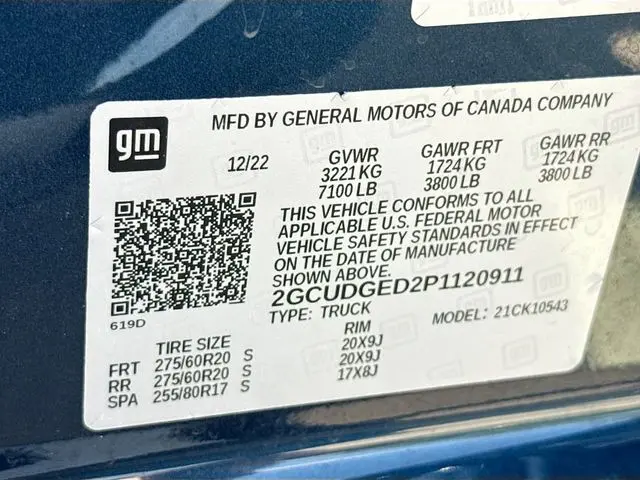 gm
MFD BY GENERAL MOTORS OF CANADA COMPANY
12/22 GVWR GAWR FRT GAWR RR
3221 KG 1724 KG 1724 KG
7100 LB 3800 LB 3800 LB
THIS VEHICLE CONFORMS TO ALL
APPLICABLE U.S. FEDERAL MOTOR
VEHICLE SAFETY STANDARDS IN EFFECT
ON THE DATE OF MANUFACTURE
SHOWN ABOVE.
2GCUDGED2P1120911
619D
TYPE: TRUCK MODEL: 21CK10543
TIRE SIZE RIM
FRT 275/60R20 S 20X9J
RR 275/60R20 S 20X9J
SPA 255/80R17 S 17X8J